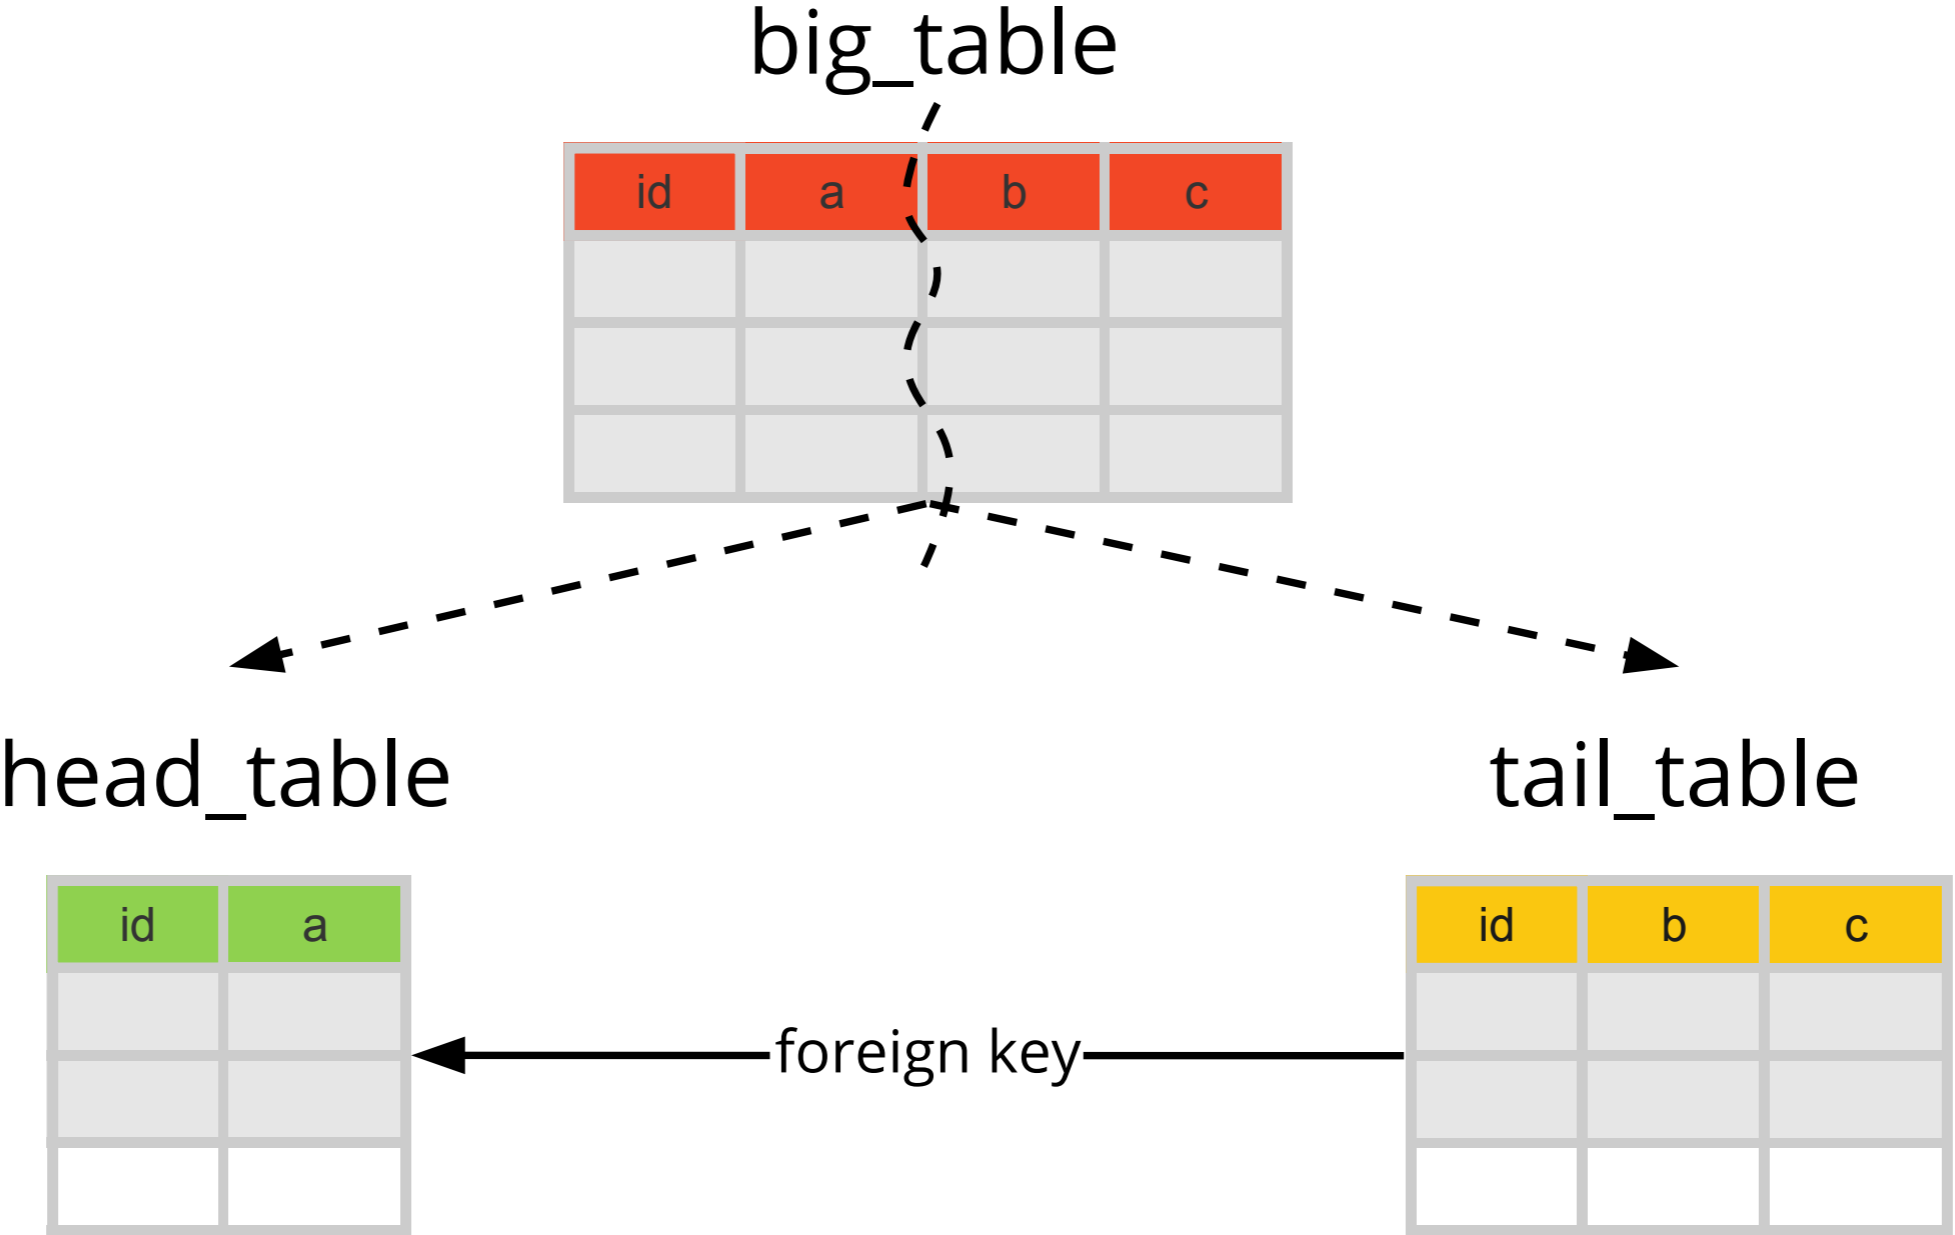 big_table
id a b c
head_table
tail_table
id a
id b c
foreign key